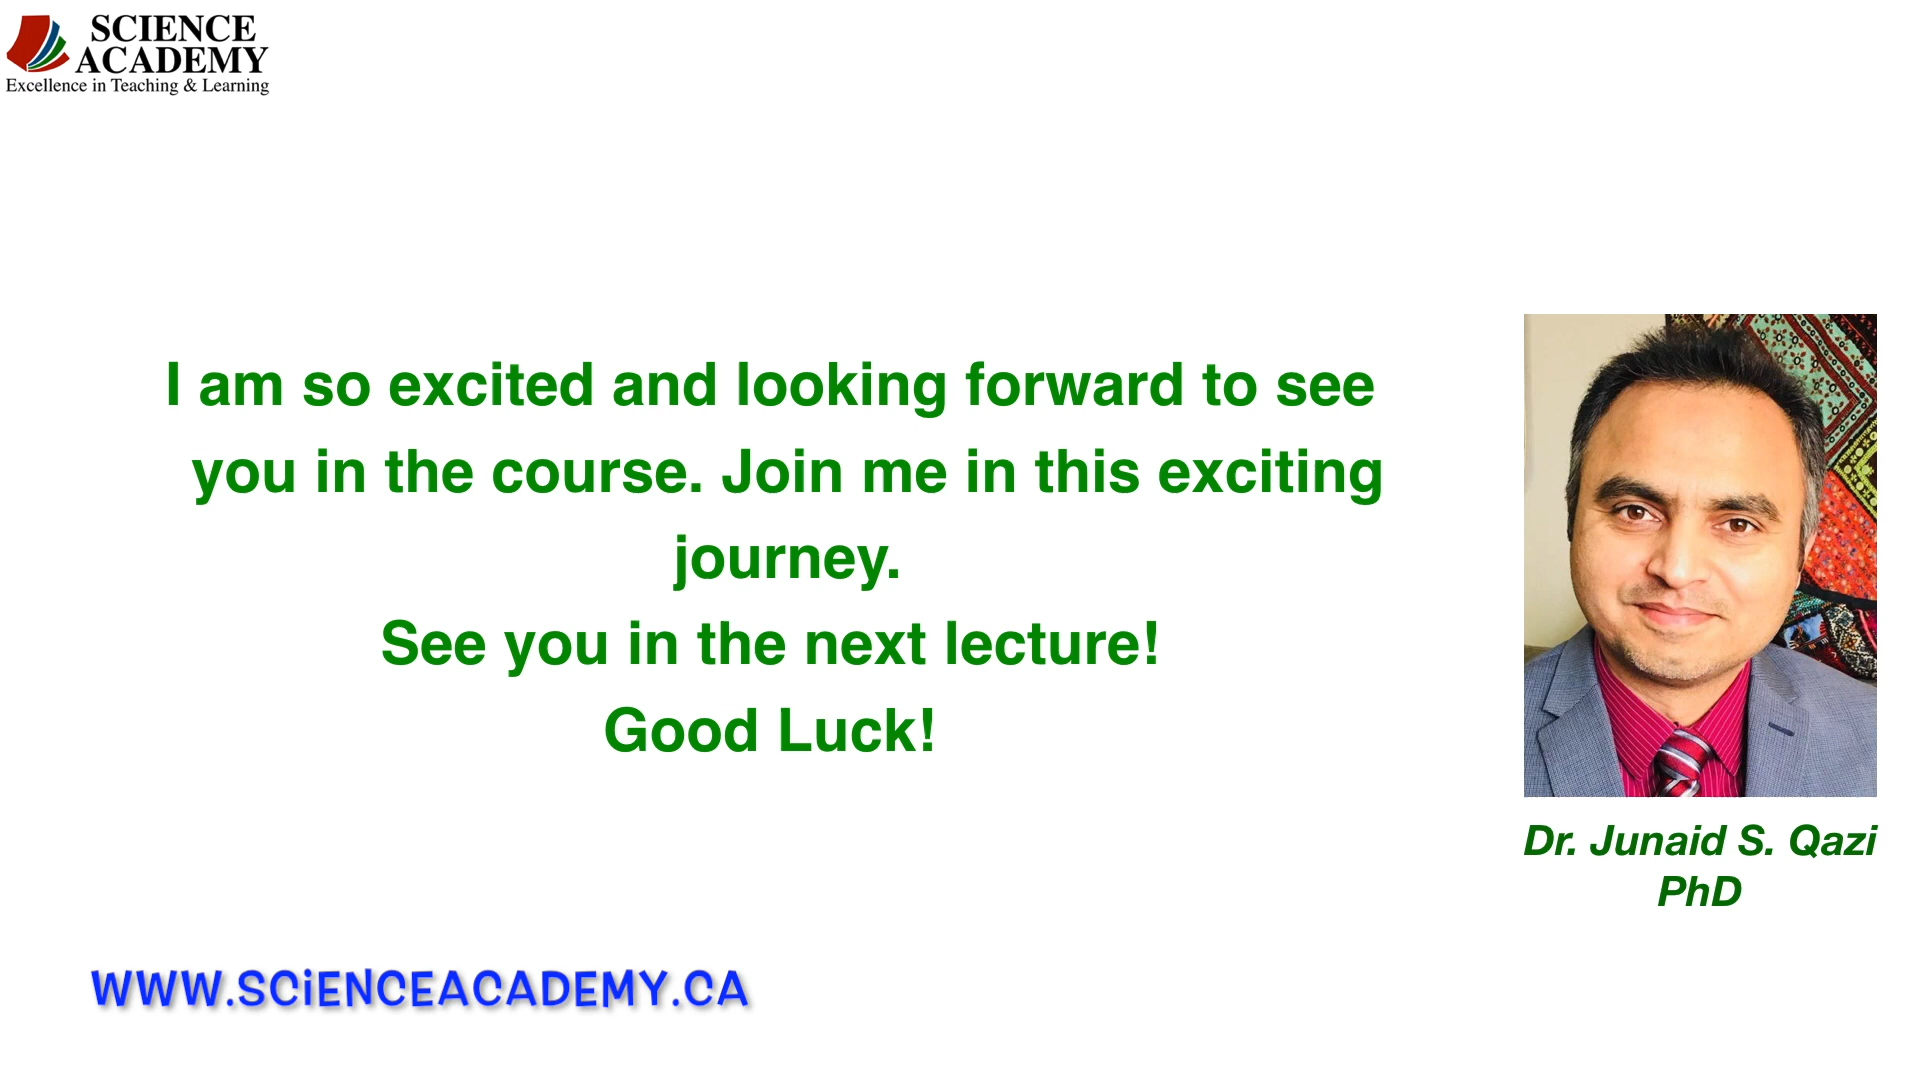 SCIENCE
ACADEMY
Excellence in Teaching & Learning
I am so excited and looking forward to see
you in the course. Join me in this exciting
journey.
See you in the next lecture!
Good Luck!
Dr. Junaid S. Qazi
PhD
WWW.SCiENCEACADEMY.CA